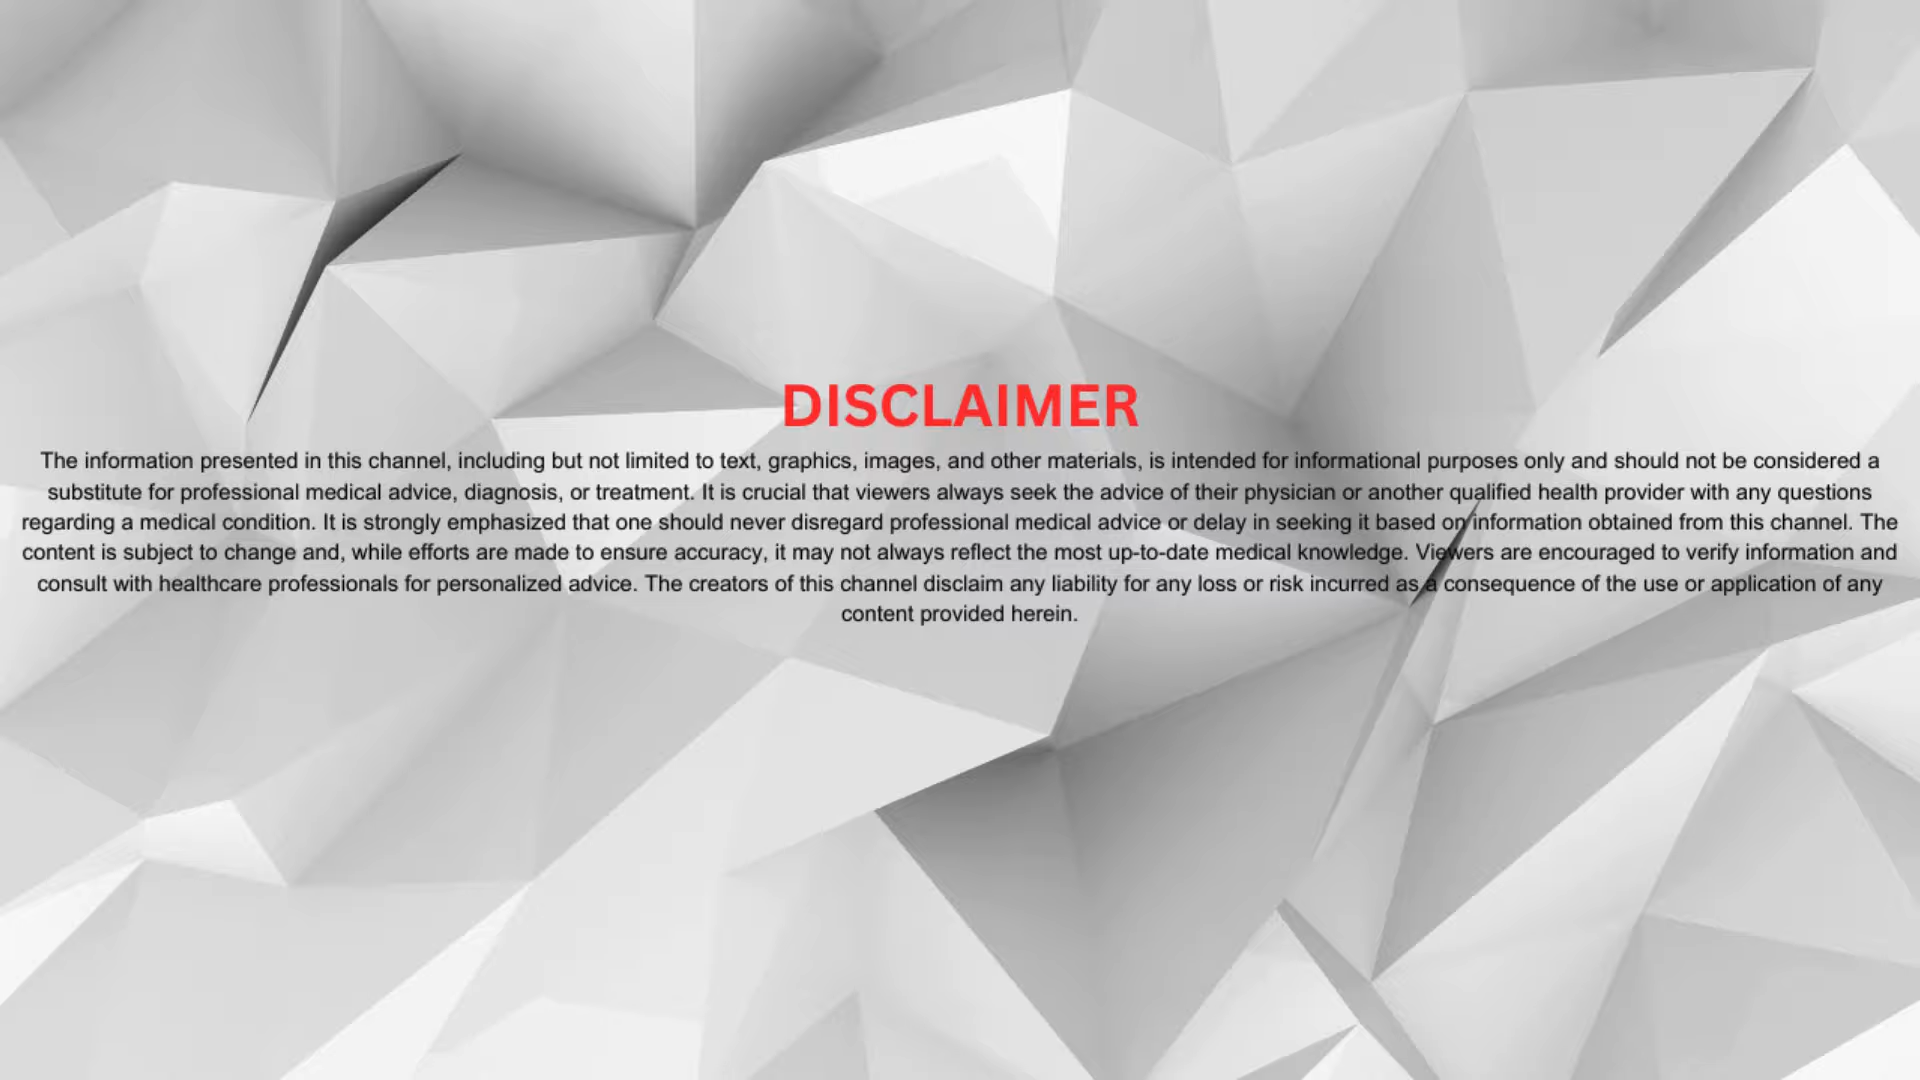 DISCLAIMER
The information presented in this channel, including but not limited to text, graphics, images, and other materials, is intended for informational purposes only and should not be considered a
substitute for professional medical advice, diagnosis, or treatment. It is crucial that viewers always seek the advice of their physician or another qualified health provider with any questions
regarding a medical condition. It is strongly emphasized that one should never disregard professional medical advice or delay in seeking it based on information obtained from this channel. The
content is subject to change and, while efforts are made to ensure accuracy, it may not always reflect the most up-to-date medical knowledge. Viewers are encouraged to verify information and
consult with healthcare professionals for personalized advice. The creators of this channel disclaim any liability for any loss or risk incurred as a consequence of the use or application of any
content provided herein.